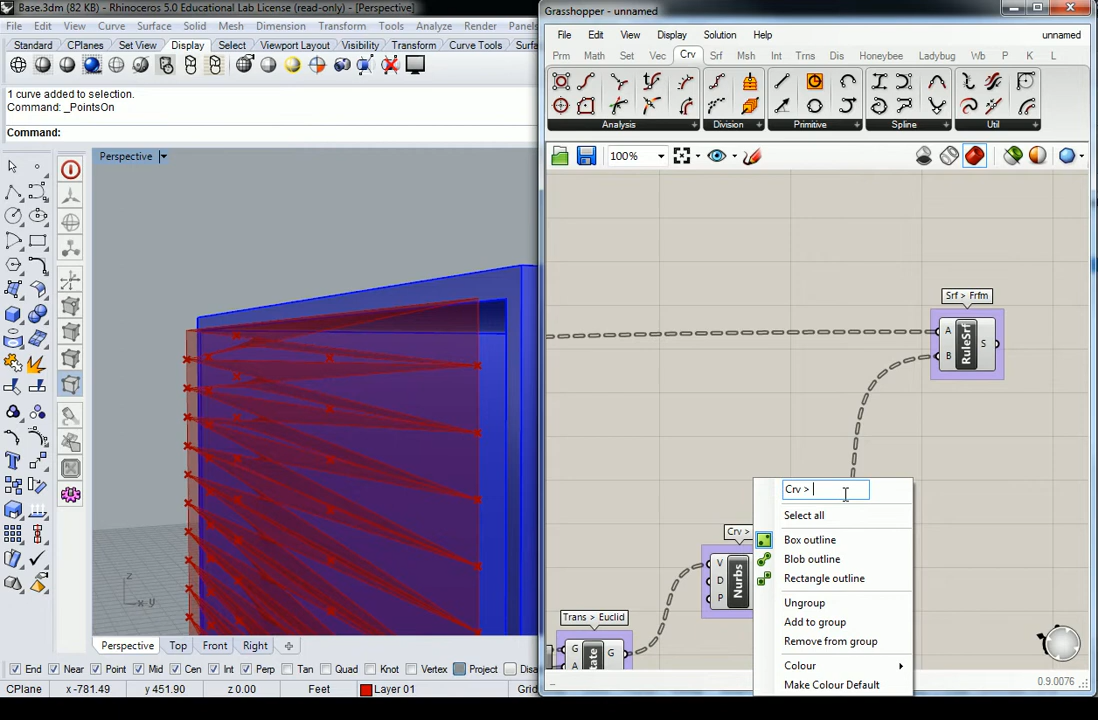 Base.3dm (82 KB) - Rhinoceros 5.0 Educational Lab License (read-only) - [Perspective]
File Edit View Curve Surface Solid Mesh Dimension Transform Tools Analyze Render Panels
Standard CPlanes Set View Display Select Viewport Layout Visibility Transform Curve Tools Surf
1 curve added to selection.
Command: _PointsOn
Command:
Perspective
z
x y
Perspective Top Front Right
End Near Point Mid Cen Int Perp Tan Quad Knot Vertex Project Disa
CPlane x -781.49 y 451.90 z 0.00 Feet Layer 01 Grid
Grasshopper - unnamed
File Edit View Display Solution Help unnamed
Prm Math Set Vec Crv Srf Msh Int Trns Dis Honeybee Ladybug Wb P K L
Analysis Division Primitive Spline Util
100%
Srf > Frfm
A
B
RuleSrf
S
Crv >
V
D
P
Nurbs
Trans > Euclid
G
A
tate
G
Crv >
Select all
Box outline
Blob outline
Rectangle outline
Ungroup
Add to group
Remove from group
Colour
Make Colour Default
0.9.0076